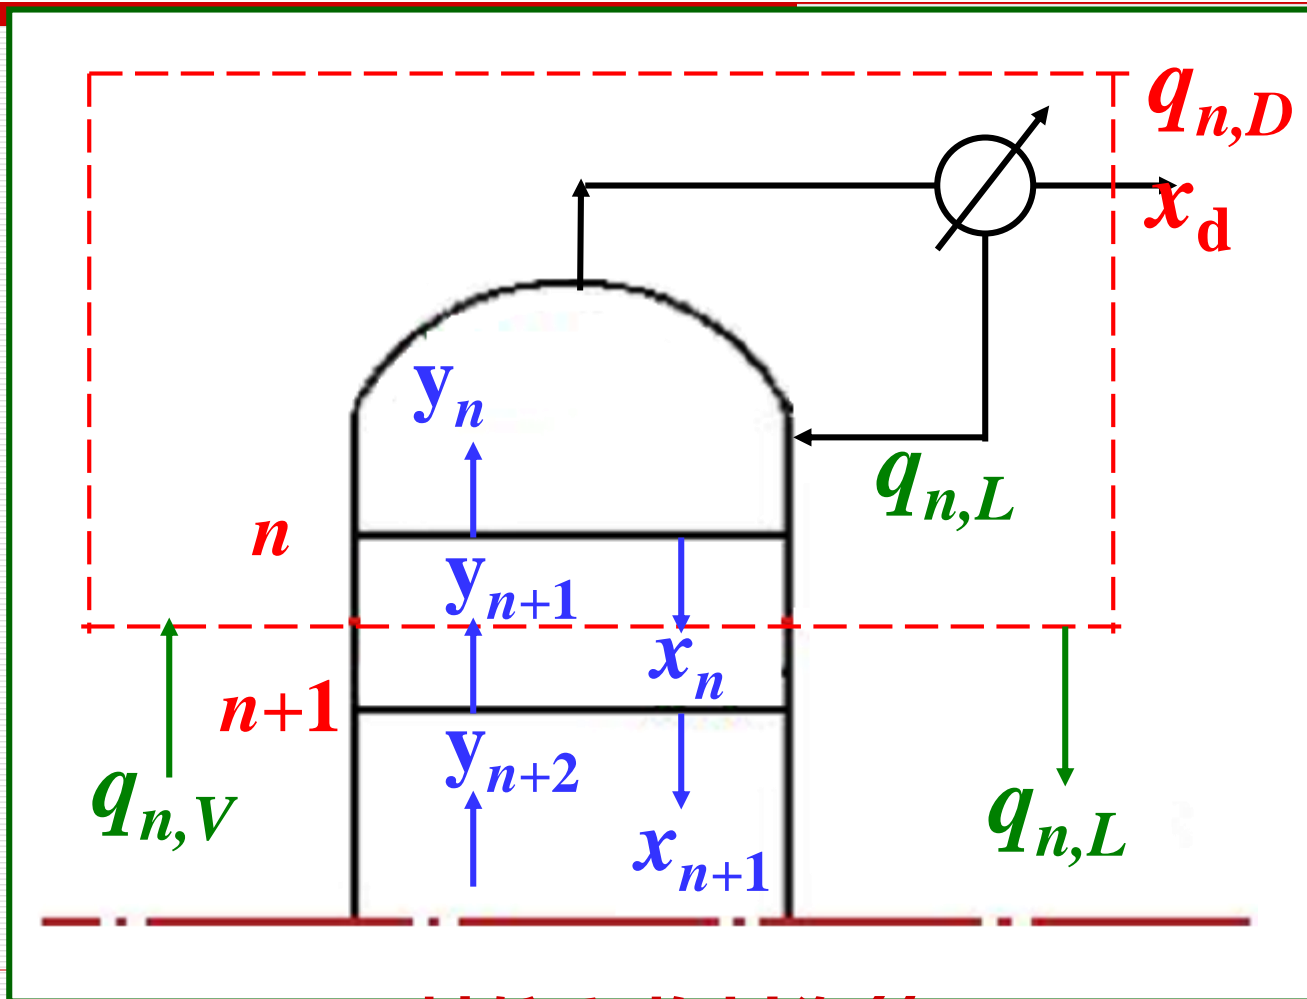 q_{n,D}
x_d
y_n
q_{n,L}
n
y_{n+1}
x_n
n+1
y_{n+2}
q_{n,V}
q_{n,L}
x_{n+1}